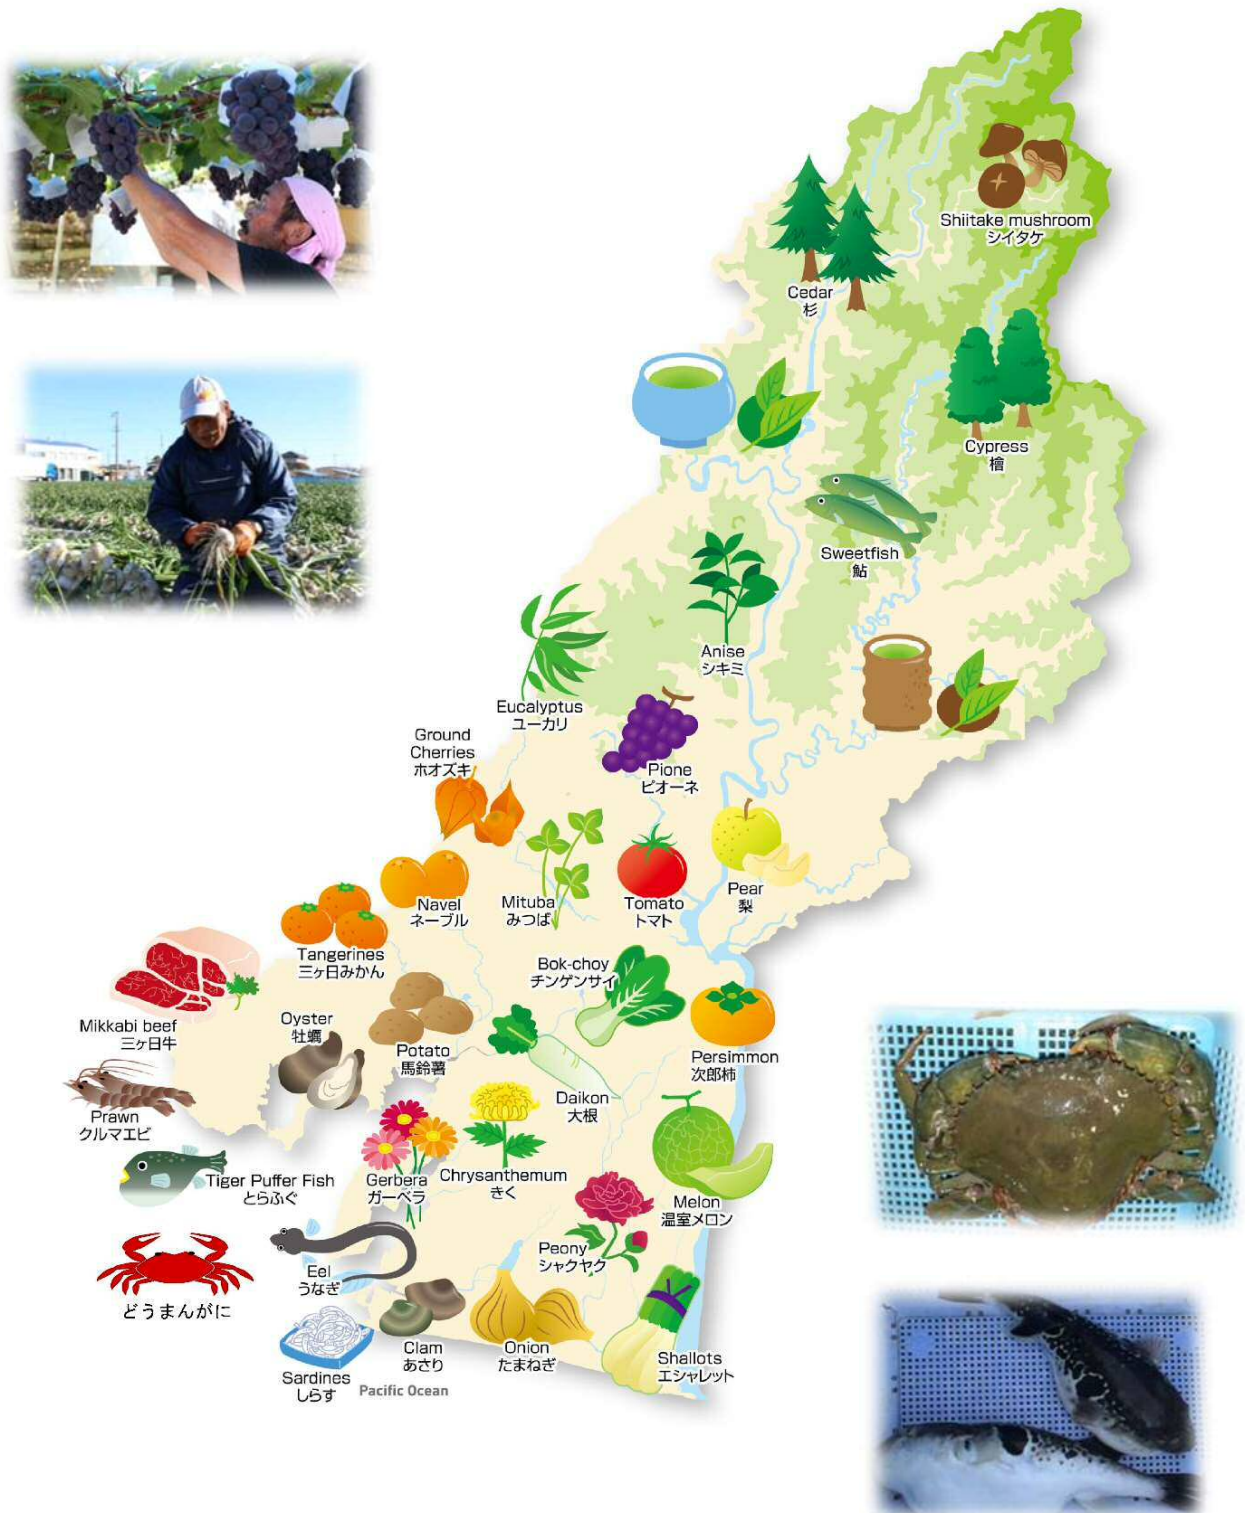 Shiitake mushroom
シイタケ
Cedar
杉
Cypress
檜
Sweetfish
鮎
Anise
シキミ
Eucalyptus
ユーカリ
Ground
Cherries
ホオズキ
Pione
ピオーネ
Navel
ネーブル
Mituba
みつば
Tomato
トマト
Pear
梨
Tangerines
三ヶ日みかん
Bok-choy
チンゲンサイ
Mikkabi beef
三ヶ日牛
Oyster
牡蠣
Potato
馬鈴薯
Persimmon
次郎柿
Daikon
大根
Prawn
クルマエビ
Tiger Puffer Fish
とらふぐ
Gerbera
ガーベラ
Chrysanthemum
きく
Melon
温室メロン
Peony
シャクヤク
Eel
うなぎ
どうまんがに
Clam
あさり
Onion
たまねぎ
Shallots
エシャレット
Sardines
しらす
Pacific Ocean